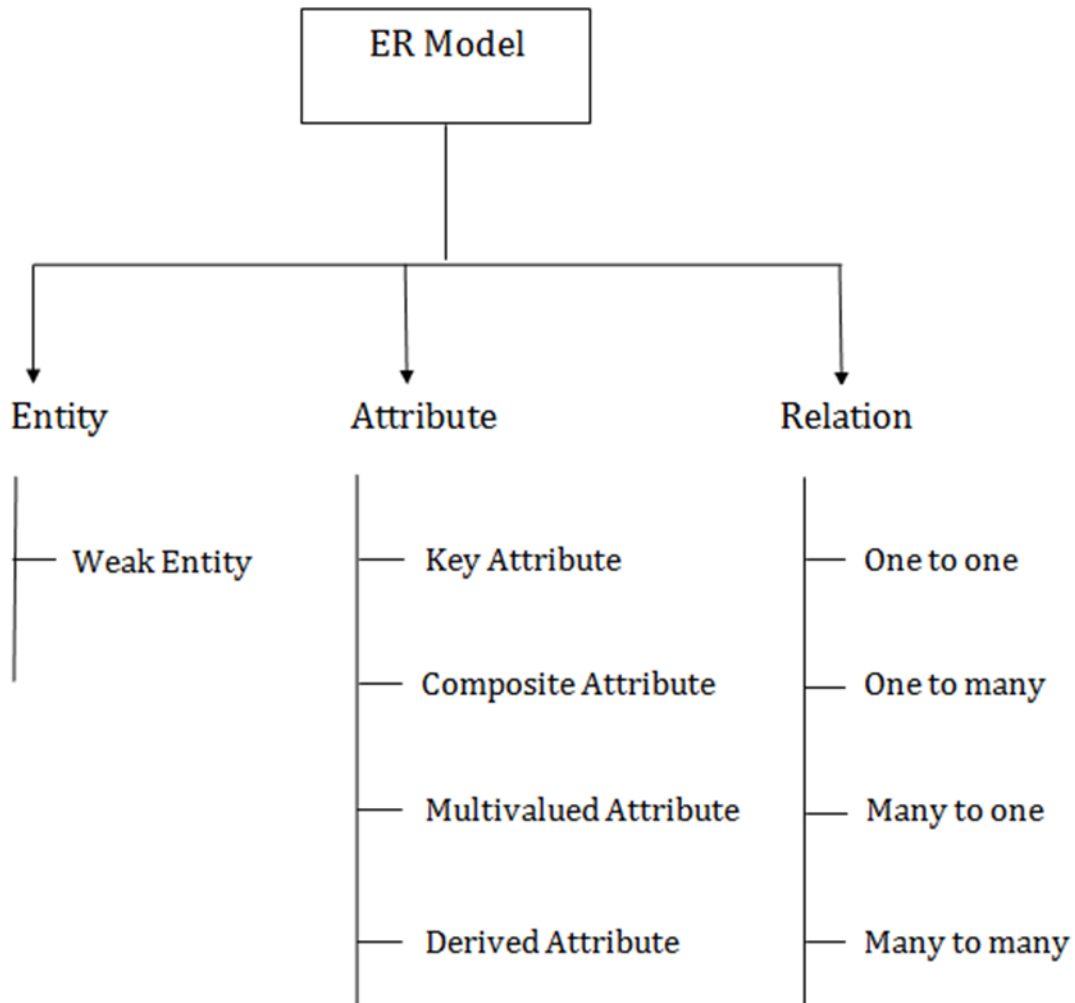 ER Model
Entity
Attribute
Relation
Weak Entity
Key Attribute
One to one
Composite Attribute
One to many
Multivalued Attribute
Many to one
Derived Attribute
Many to many